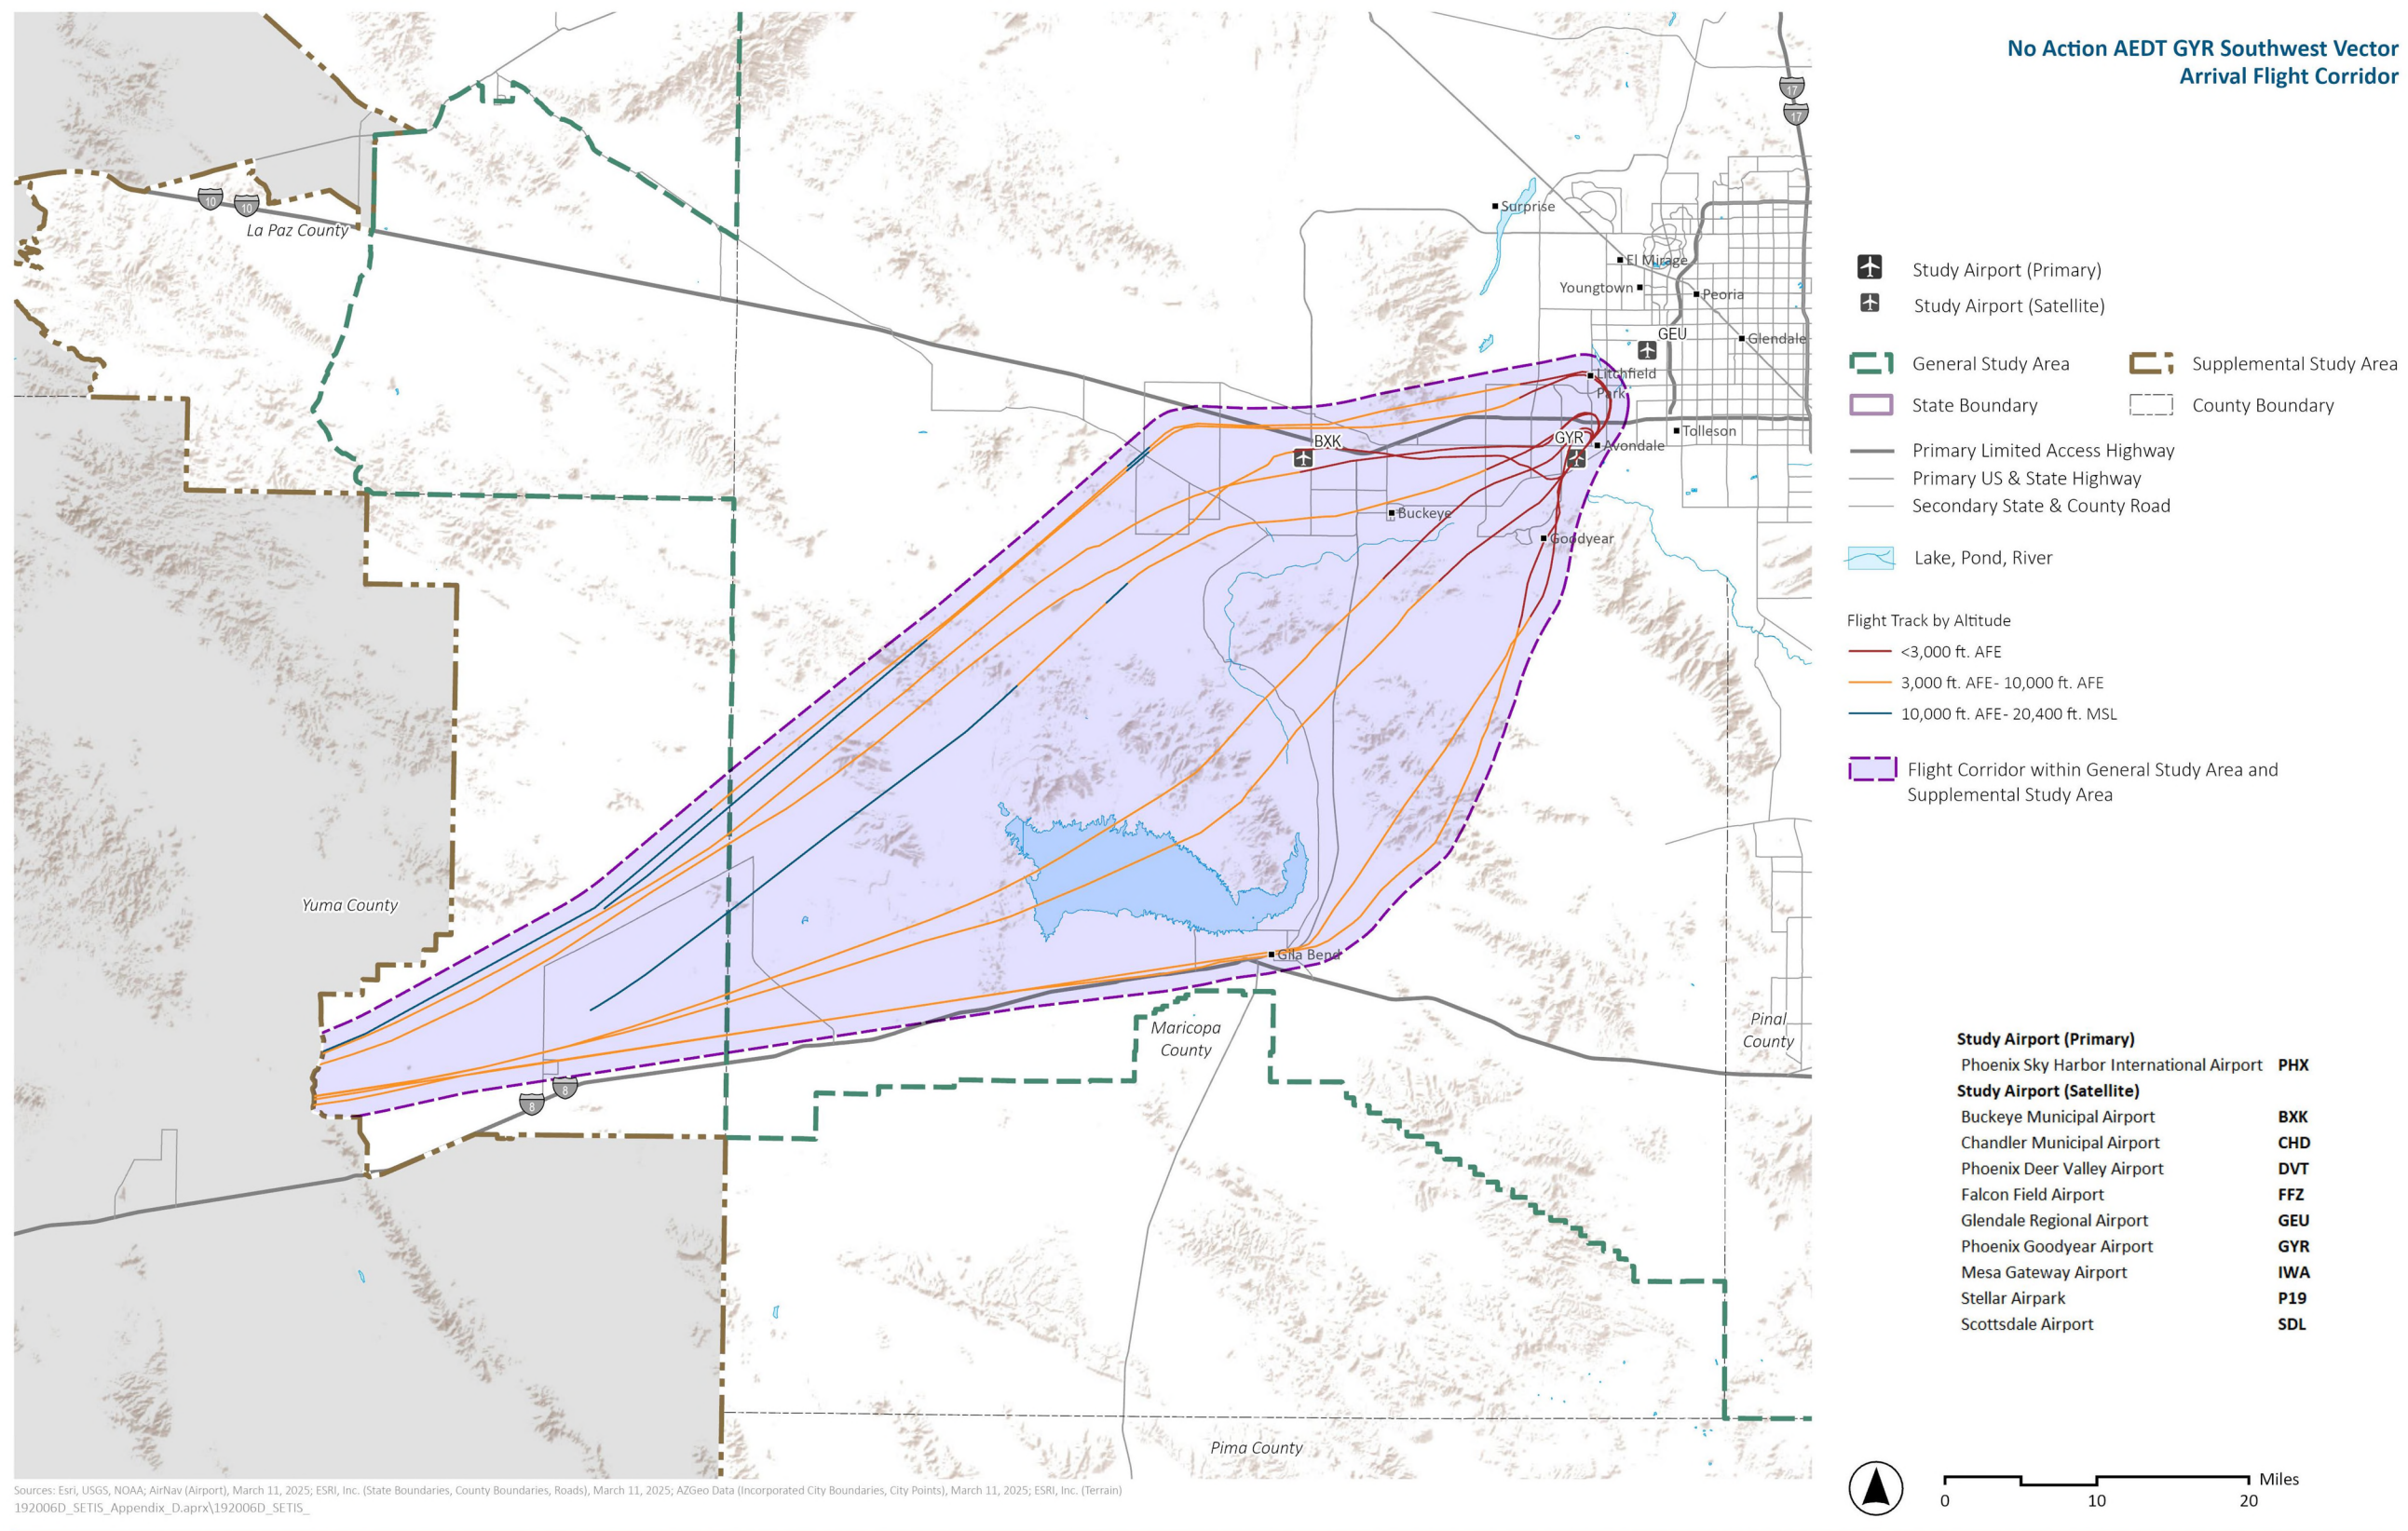 No Action AEDT GYR Southwest Vector
Arrival Flight Corridor
17
17
10
10
La Paz County
Surprise
El Mirage
Youngtown
Peoria
GEU
Glendale
Litchfield
Park
BXK
GYR
Avondale
Tolleson
Buckeye
Goodyear
Yuma County
Gila Bend
Maricopa
County
Pinal
County
8
8
Pima County
Study Airport (Primary)
Study Airport (Satellite)
General Study Area
Supplemental Study Area
State Boundary
County Boundary
Primary Limited Access Highway
Primary US & State Highway
Secondary State & County Road
Lake, Pond, River
Flight Track by Altitude
<3,000 ft. AFE
3,000 ft. AFE- 10,000 ft. AFE
10,000 ft. AFE- 20,400 ft. MSL
Flight Corridor within General Study Area and
Supplemental Study Area
Study Airport (Primary)
Phoenix Sky Harbor International Airport PHX
Study Airport (Satellite)
Buckeye Municipal Airport BXK
Chandler Municipal Airport CHD
Phoenix Deer Valley Airport DVT
Falcon Field Airport FFZ
Glendale Regional Airport GEU
Phoenix Goodyear Airport GYR
Mesa Gateway Airport IWA
Stellar Airpark P19
Scottsdale Airport SDL
Miles
0 10 20
Sources: Esri, USGS, NOAA; AirNav (Airport), March 11, 2025; ESRI, Inc. (State Boundaries, County Boundaries, Roads), March 11, 2025; AZGeo Data (Incorporated City Boundaries, City Points), March 11, 2025; ESRI, Inc. (Terrain)
192006D_SETIS_Appendix_D.aprx\192006D_SETIS_